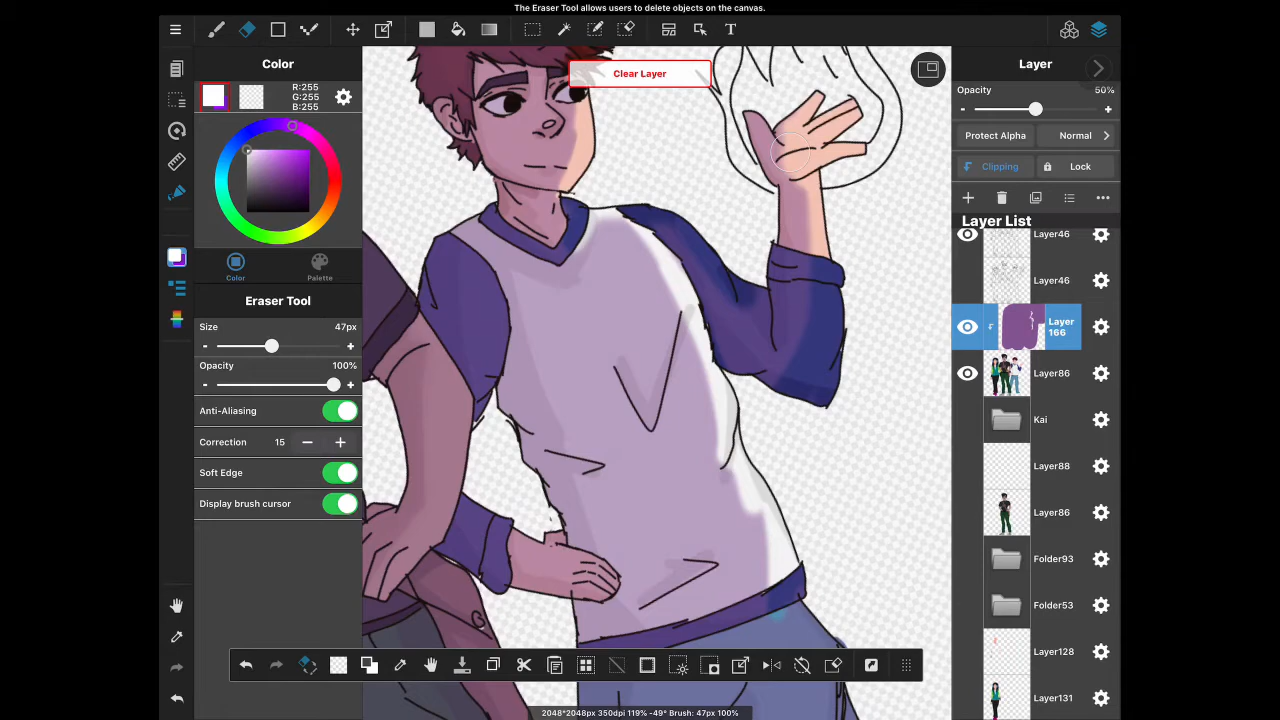 The Eraser Tool allows users to delete objects on the canvas.
T
Color
Clear Layer
Layer
R:255
G:255
B:255
Opacity 50%
- +
Protect Alpha Normal
Clipping Lock
Layer List
Layer46
Color Palette
Layer46
Eraser Tool
Size 47px
- +
Layer
166
Opacity 100%
- +
Layer86
Anti-Aliasing
Kai
Correction 15 - +
Soft Edge
Layer88
Display brush cursor
Layer86
Folder93
Folder53
Layer128
Layer131
2048*2048px 350dpi 119% -49° Brush: 47px 100%